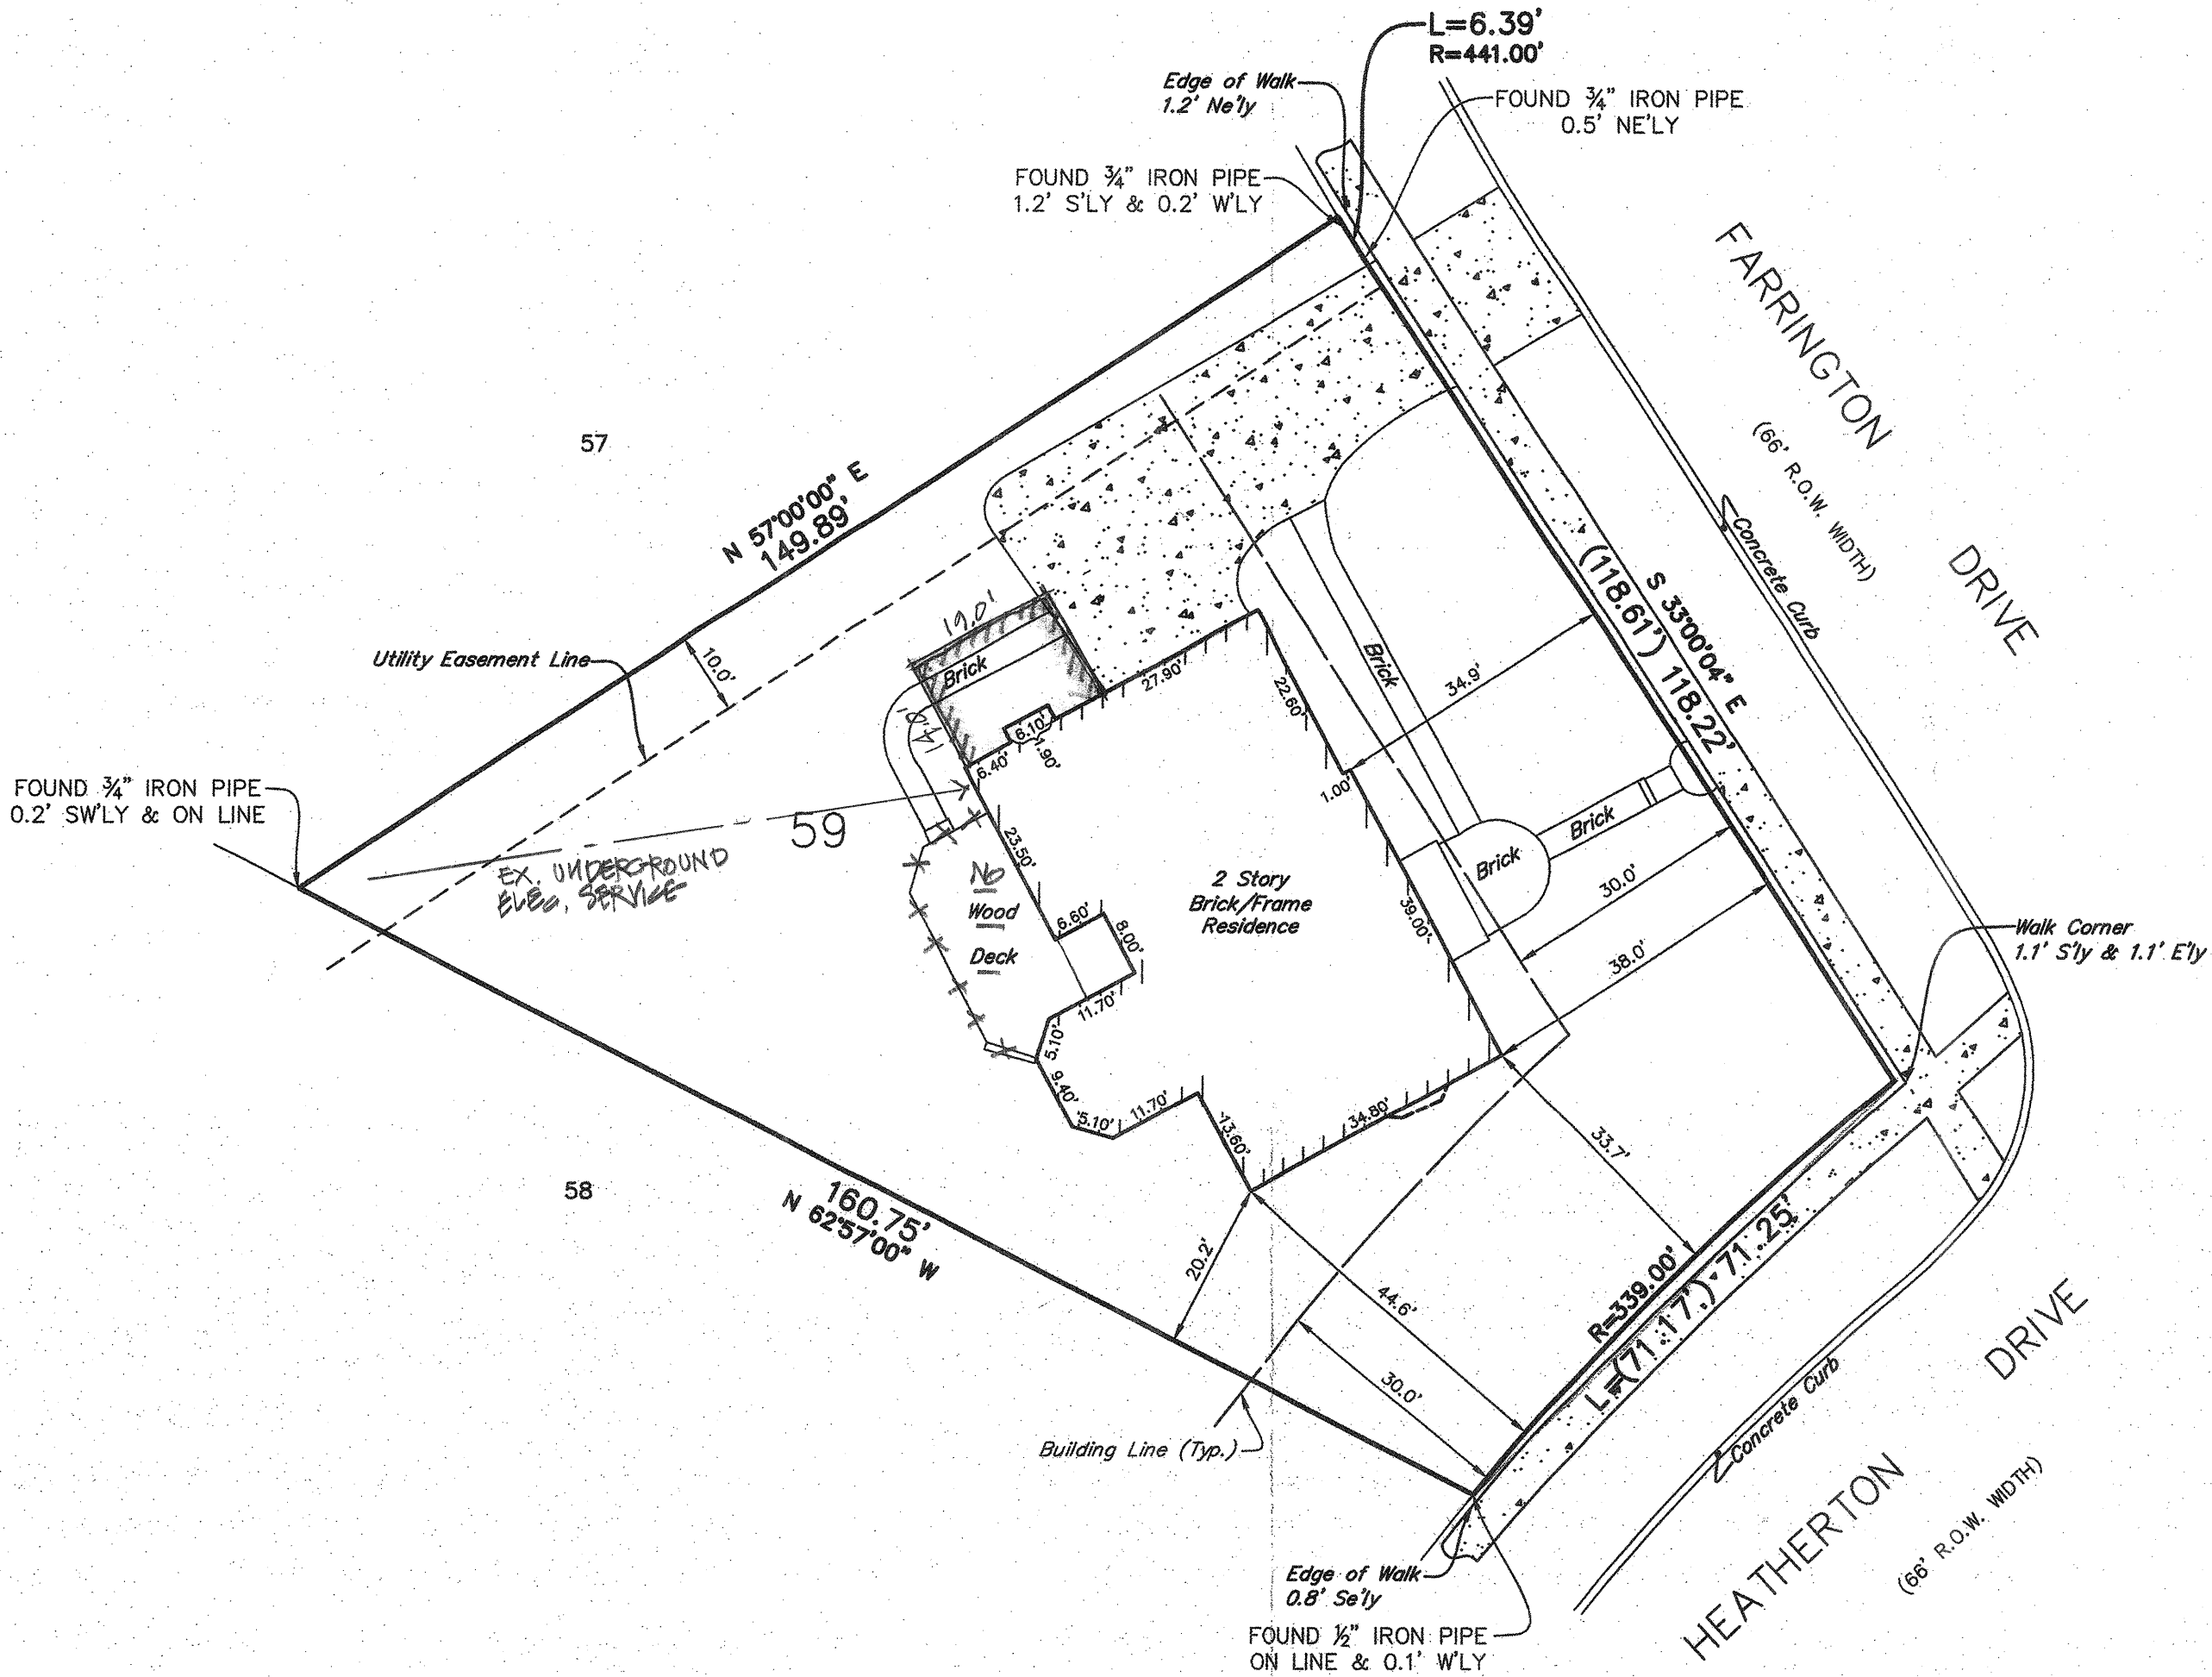 L=6.39'
R=441.00'
Edge of Walk
1.2' Ne'ly
FOUND ¾" IRON PIPE
0.5' NE'LY
FOUND ¾" IRON PIPE
1.2' S'LY & 0.2' W'LY
FARRINGTON
DRIVE
(66' R.O.W. WIDTH)
Concrete Curb
57
N 57°00'00" E
149.89'
S 33°00'04" E
(118.61') 118.22'
Utility Easement Line
10.0'
19.0'
Brick
14.0'
27.90'
22.60'
Brick
34.9'
6.10'
1.90'
6.40'
1.00'
FOUND ¾" IRON PIPE
0.2' SW'LY & ON LINE
59
EX. UNDERGROUND
ELEC. SERVICE
23.50'
No
Wood
Deck
2 Story
Brick/Frame
Residence
Brick
Brick
30.0'
39.00'
38.0'
6.60'
8.00'
11.70'
5.10'
9.40'
5.10'
11.70'
13.60'
34.80'
Walk Corner
1.1' S'ly & 1.1' E'ly
33.7'
58
160.75'
N 62°57'00" W
20.2'
44.6'
30.0'
R=339.00'
L=(71.17') 71.25'
Building Line (Typ.)
Concrete Curb
HEATHERTON
DRIVE
(66' R.O.W. WIDTH)
Edge of Walk
0.8' Se'ly
FOUND ½" IRON PIPE
ON LINE & 0.1' W'LY